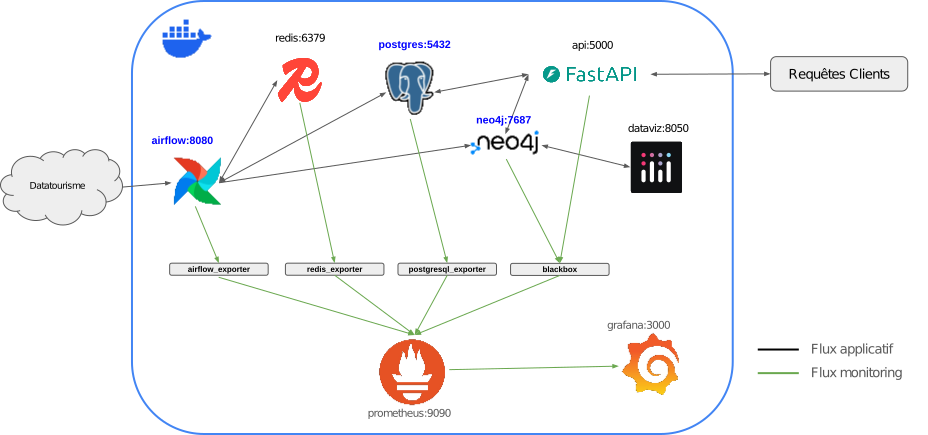 redis:6379
postgres:5432
api:5000
FastAPI
Requêtes Clients
neo4j:7687
neo4j
dataviz:8050
airflow:8080
Datatourisme
airflow_exporter
redis_exporter
postgresql_exporter
blackbox
grafana:3000
prometheus:9090
Flux applicatif
Flux monitoring